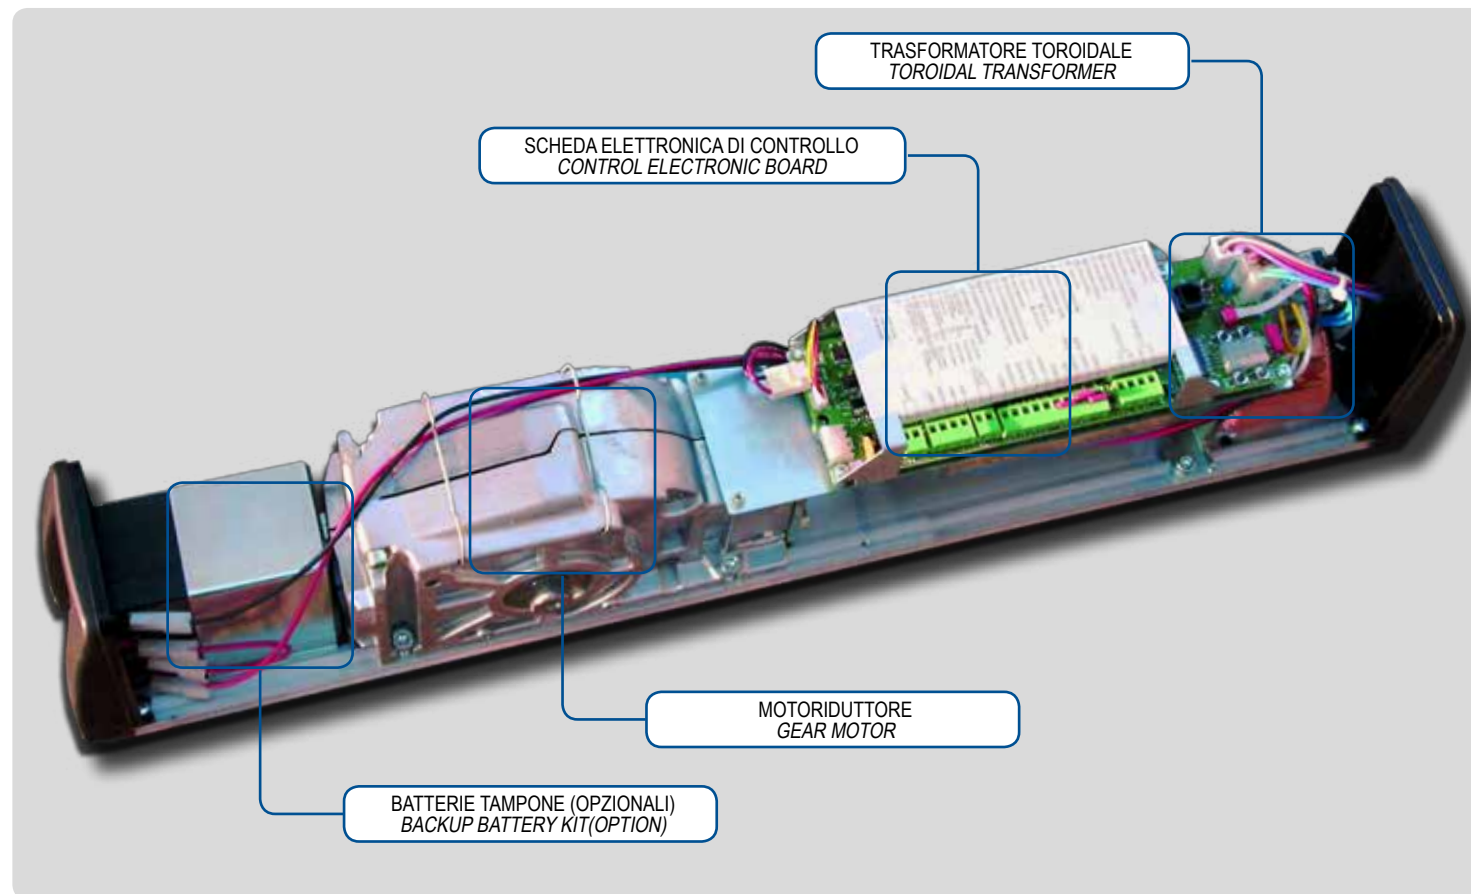 TRASFORMATORE TOROIDALE
TOROIDAL TRANSFORMER
SCHEDA ELETTRONICA DI CONTROLLO
CONTROL ELECTRONIC BOARD
MOTORIDUTTORE
GEAR MOTOR
BATTERIE TAMPONE (OPZIONALI)
BACKUP BATTERY KIT(OPTION)